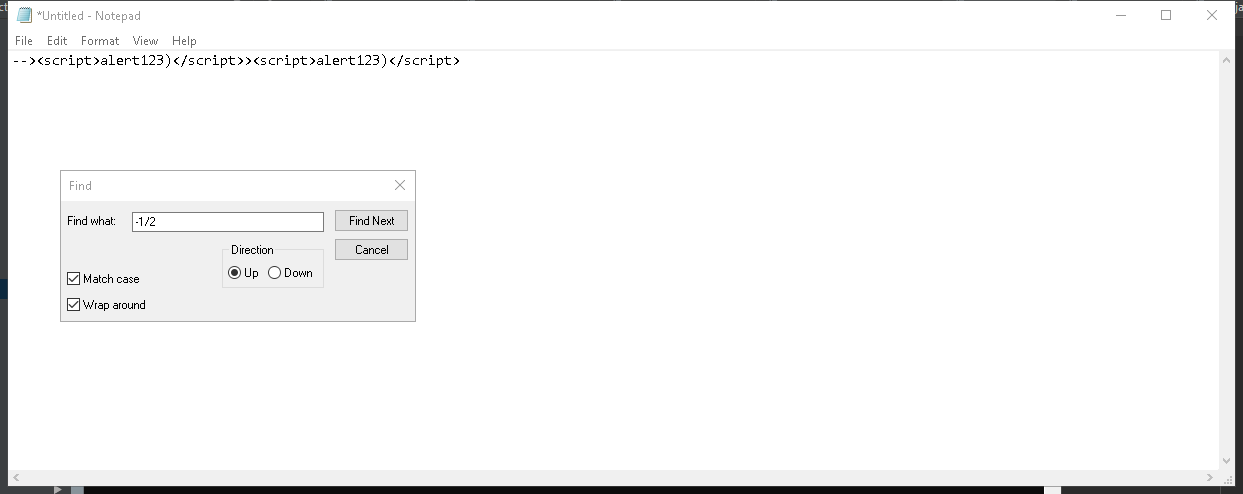 *Untitled - Notepad
File Edit Format View Help
--><script>alert123)</script>><script>alert123)</script>
Find
Find what: -1/2 Find Next
Direction Cancel
Up Down
Match case
Wrap around